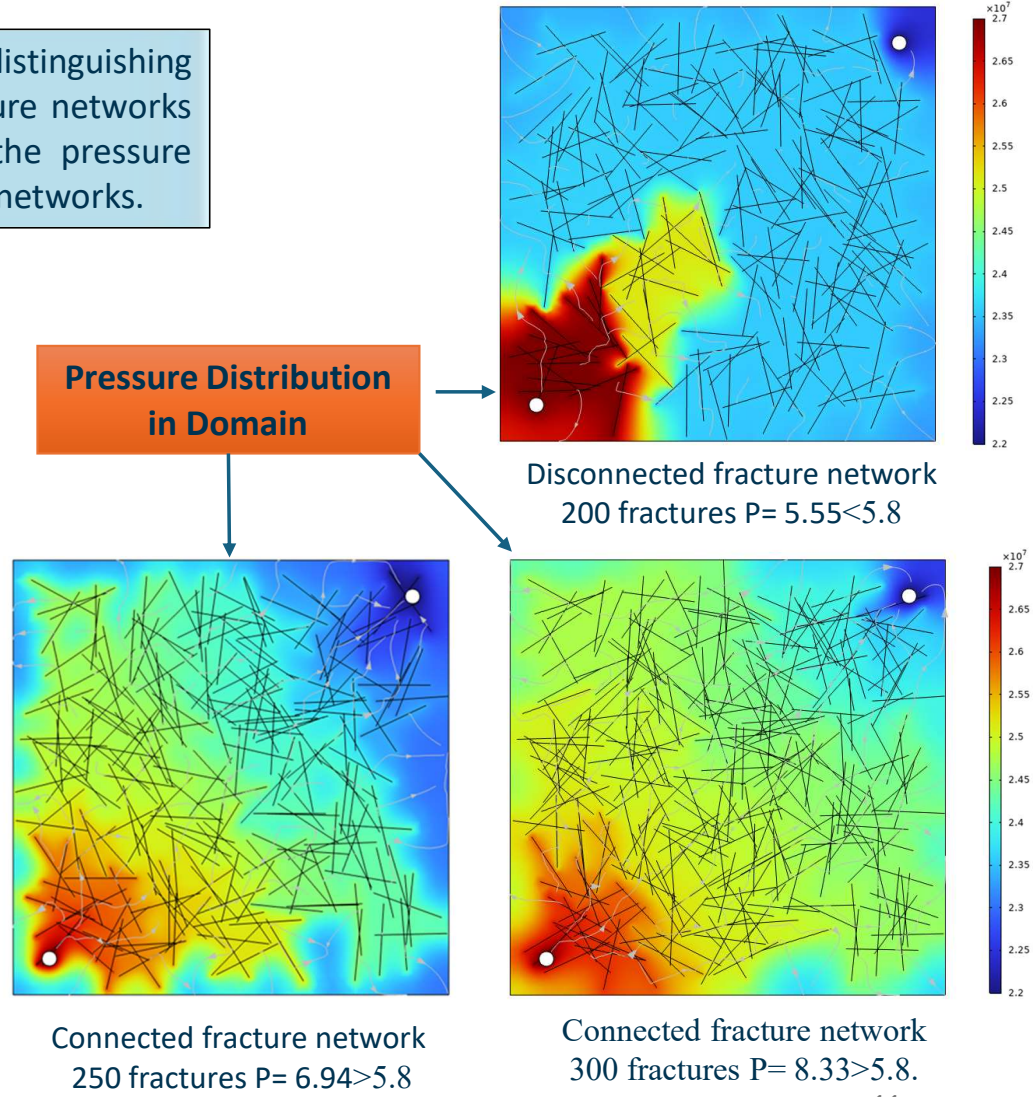 listinguishing
ure networks
the pressure
networks.
Pressure Distribution
in Domain
×10⁷
2.7
2.65
2.6
2.55
2.5
2.45
2.4
2.35
2.3
2.25
2.2
Disconnected fracture network
200 fractures P= 5.55<5.8
×10⁷
2.7
2.65
2.6
2.55
2.5
2.45
2.4
2.35
2.3
2.25
2.2
Connected fracture network
250 fractures P= 6.94>5.8
Connected fracture network
300 fractures P= 8.33>5.8.